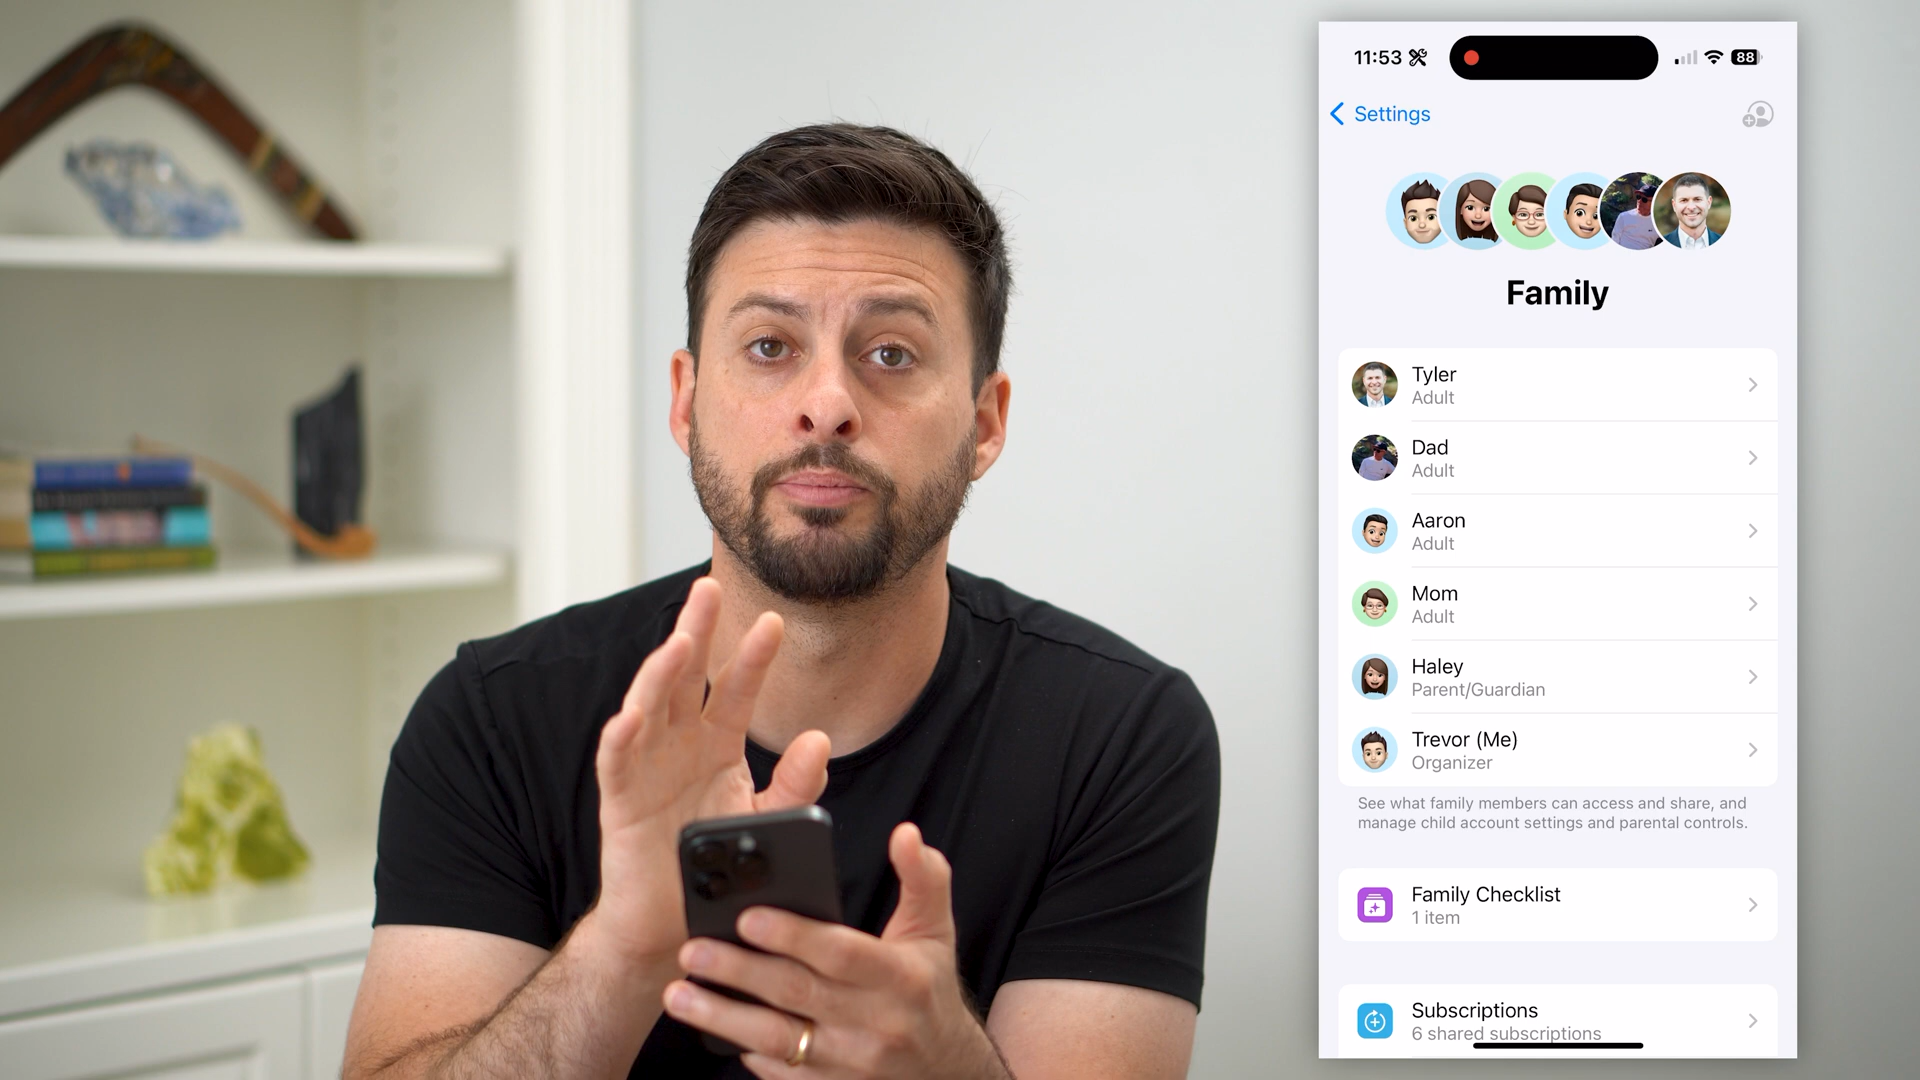 11:53
88
Settings
Family
Tyler
Adult
Dad
Adult
Aaron
Adult
Mom
Adult
Haley
Parent/Guardian
Trevor (Me)
Organizer
See what family members can access and share, and
manage child account settings and parental controls.
Family Checklist
1 item
Subscriptions
6 shared subscriptions